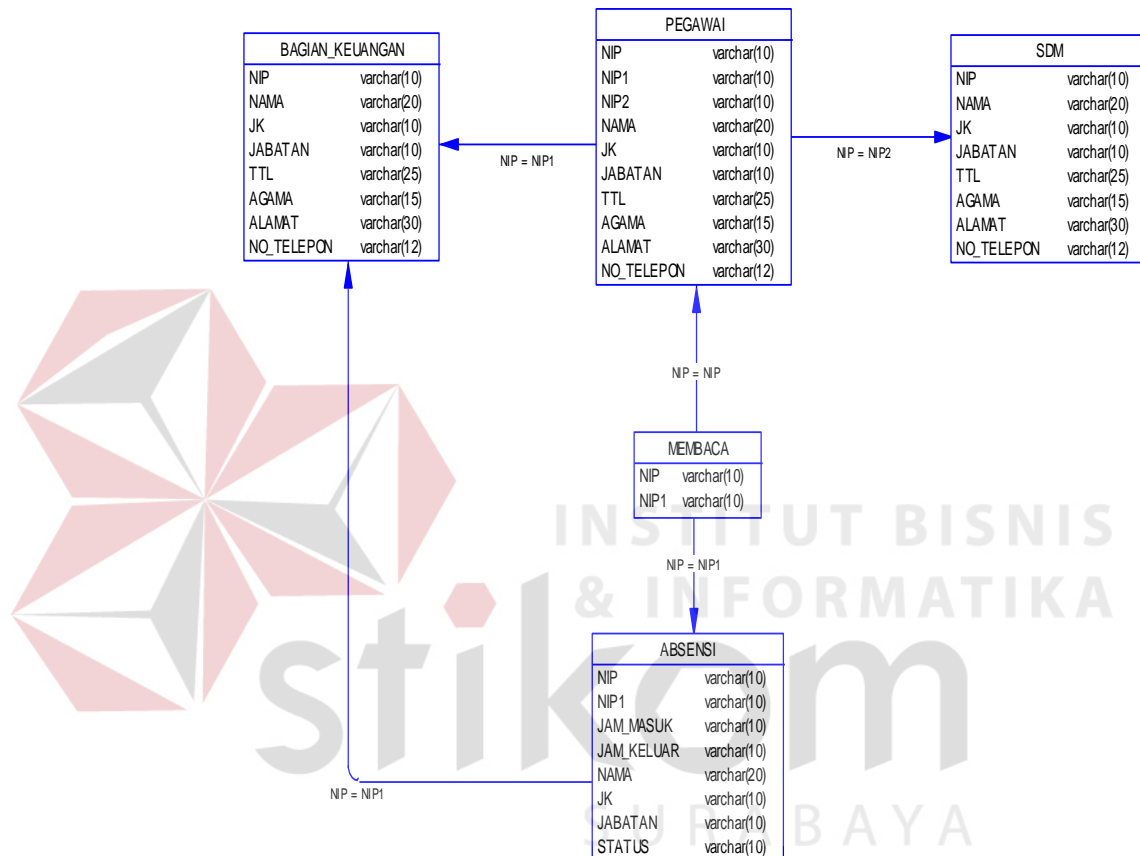 BAGIAN_KEUANGAN
NIP varchar(10)
NAMA varchar(20)
JK varchar(10)
JABATAN varchar(10)
TTL varchar(25)
AGAMA varchar(15)
ALAMAT varchar(30)
NO_TELEPON varchar(12)
NIP = NIP1
PEGAWAI
NIP varchar(10)
NIP1 varchar(10)
NIP2 varchar(10)
NAMA varchar(20)
JK varchar(10)
JABATAN varchar(10)
TTL varchar(25)
AGAMA varchar(15)
ALAMAT varchar(30)
NO_TELEPON varchar(12)
NIP = NIP2
SDM
NIP varchar(10)
NAMA varchar(20)
JK varchar(10)
JABATAN varchar(10)
TTL varchar(25)
AGAMA varchar(15)
ALAMAT varchar(30)
NO_TELEPON varchar(12)
NIP = NIP
MEMBACA
NIP varchar(10)
NIP1 varchar(10)
NIP = NIP1
ABSENSI
NIP varchar(10)
NIP1 varchar(10)
JAM_MASUK varchar(10)
JAM_KELUAR varchar(10)
NAMA varchar(20)
JK varchar(10)
JABATAN varchar(10)
STATUS varchar(10)
NIP = NIP1
INSTITUT BISNIS
& INFORMATIKA
stikom
SURABAYA